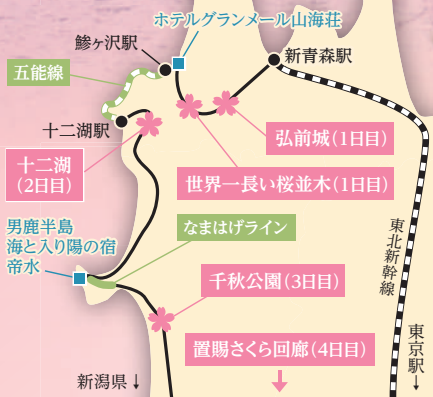 ホテルグランメール山海荘
鰺ヶ沢駅
新青森駅
五能線
十二湖駅
弘前城(1日目)
十二湖
(2日目)
世界一長い桜並木(1日目)
男鹿半島
海と入り陽の宿
帝水
なまはげライン
東北新幹線
千秋公園(3日目)
置賜さくら回廊(4日目)
東京駅↓
新潟県↓